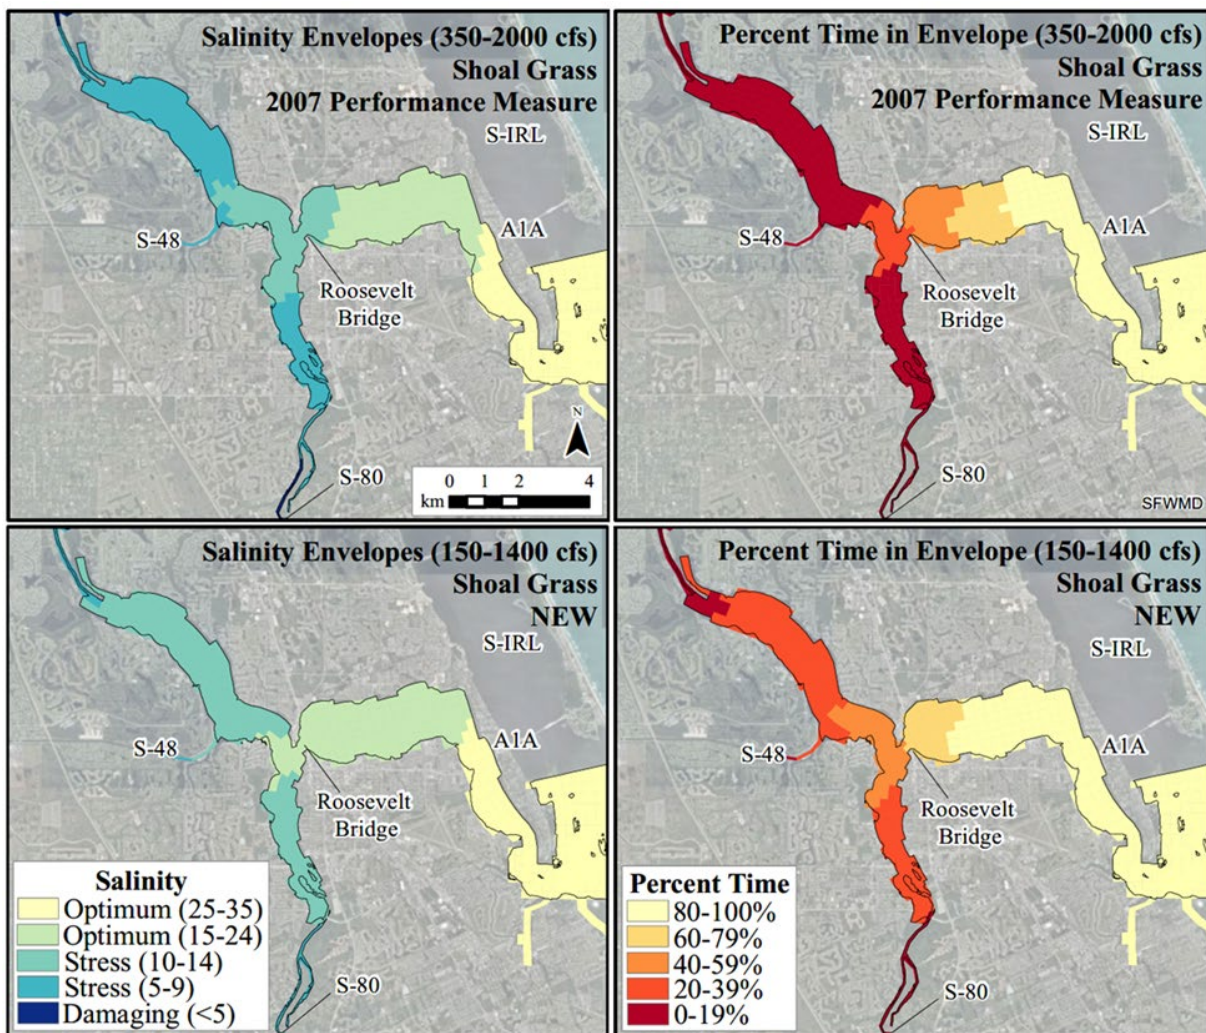 Salinity Envelopes (350-2000 cfs)
Shoal Grass
2007 Performance Measure
S-IRL
A1A
S-48
Roosevelt
Bridge
N
0 1 2 4
km
S-80
Percent Time in Envelope (350-2000 cfs)
Shoal Grass
2007 Performance Measure
S-IRL
A1A
S-48
Roosevelt
Bridge
S-80
SFWMD
Salinity Envelopes (150-1400 cfs)
Shoal Grass
NEW
S-IRL
A1A
S-48
Roosevelt
Bridge
Salinity
Optimum (25-35)
Optimum (15-24)
Stress (10-14)
Stress (5-9)
Damaging (<5)
S-80
Percent Time in Envelope (150-1400 cfs)
Shoal Grass
NEW
S-IRL
A1A
S-48
Roosevelt
Bridge
Percent Time
80-100%
60-79%
40-59%
20-39%
0-19%
S-80